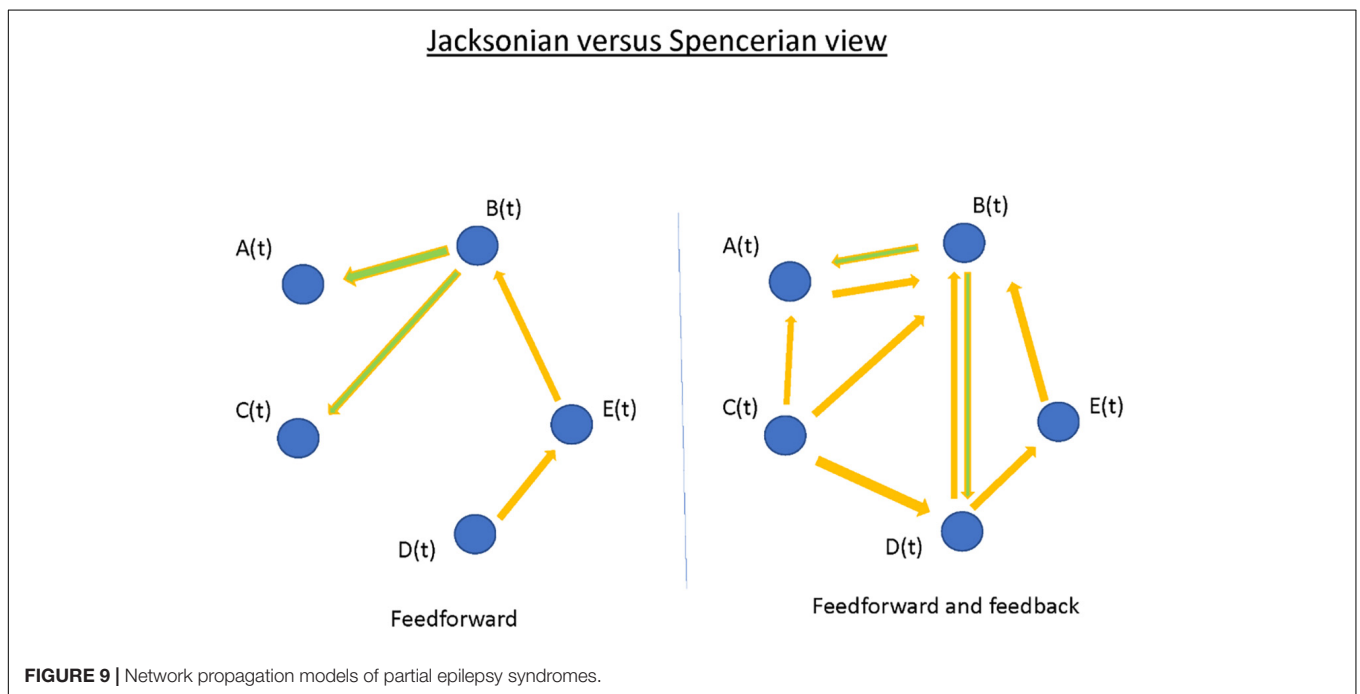 Jacksonian versus Spencerian view
B(t)
A(t)
C(t)
E(t)
D(t)
Feedforward
B(t)
A(t)
C(t)
E(t)
D(t)
Feedforward and feedback
FIGURE 9 | Network propagation models of partial epilepsy syndromes.